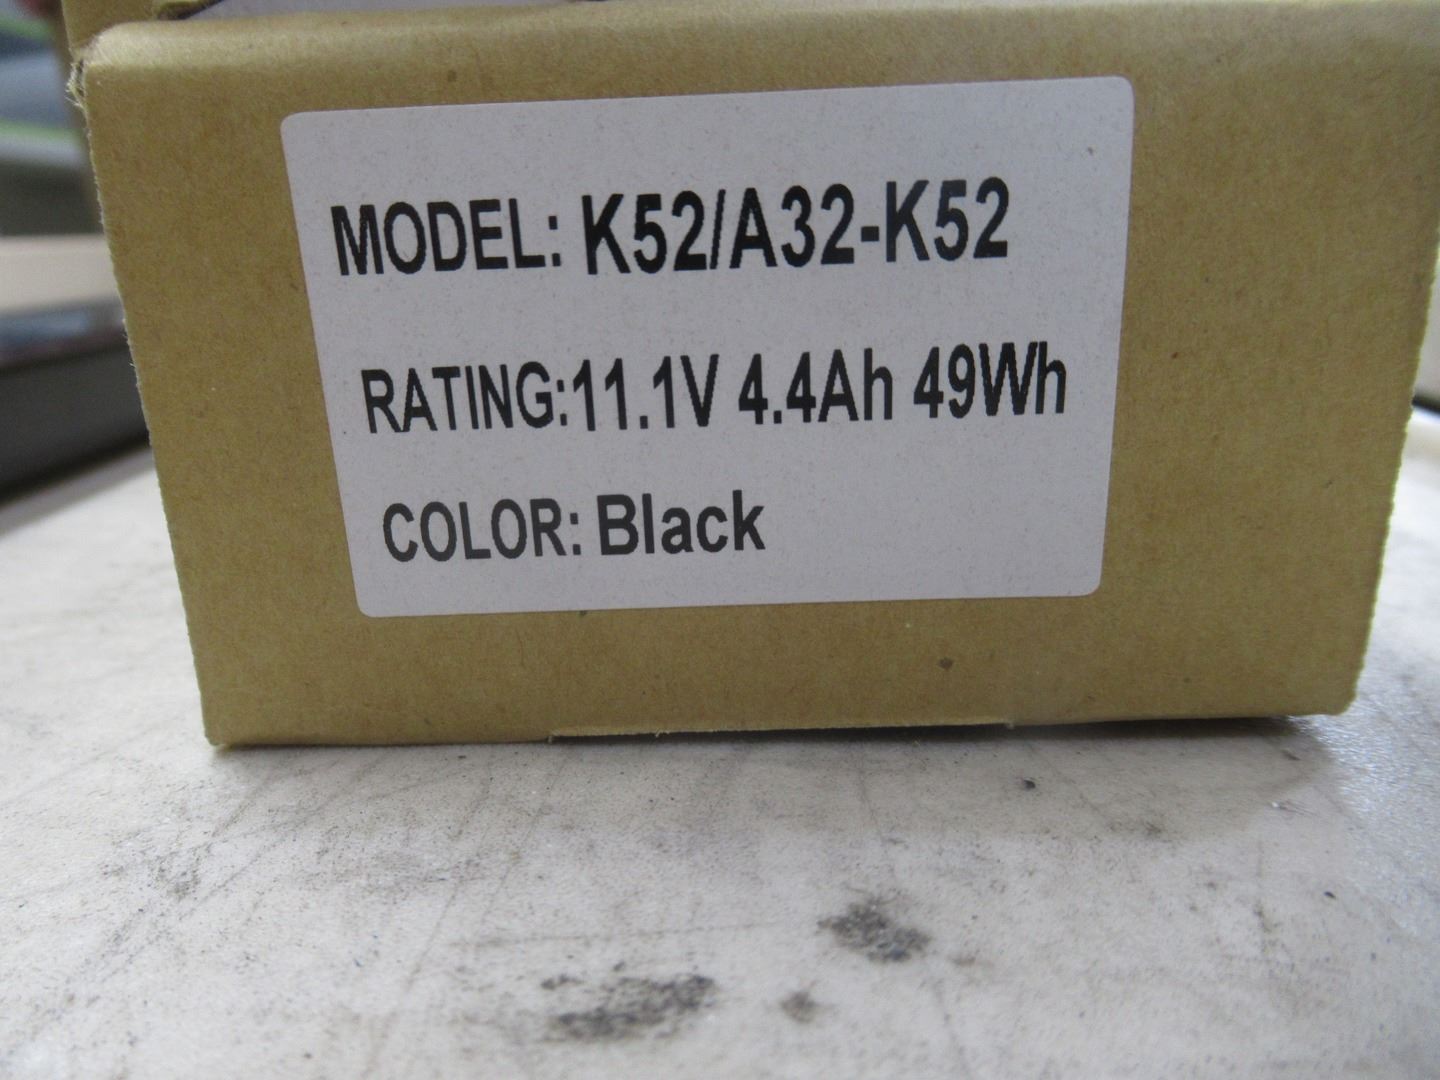 MODEL: K52/A32-K52
RATING:11.1V 4.4Ah 49Wh
COLOR: Black